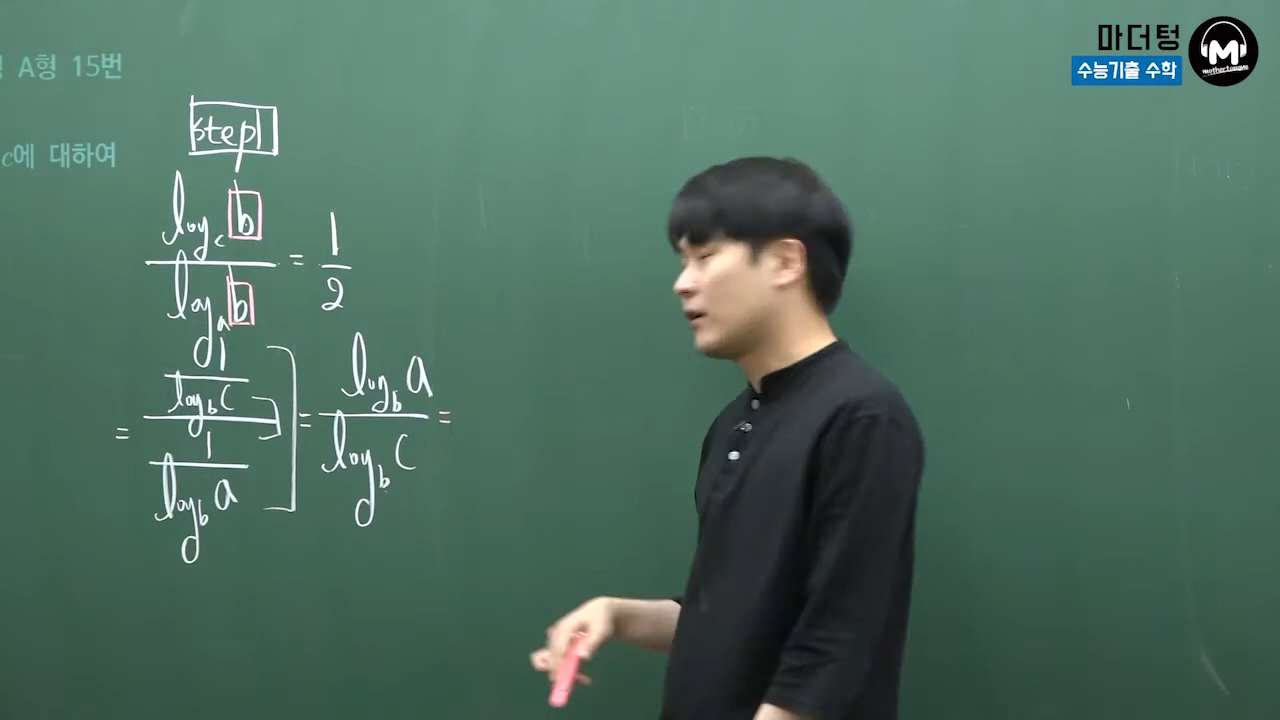 A형 15번
마더텅
수능기출 수학
M
mothertongue
c에 대하여
step1
log_c b / log_a b = 1/2
= (1 / log_b c) / (1 / log_b a) = log_b a / log_b c =